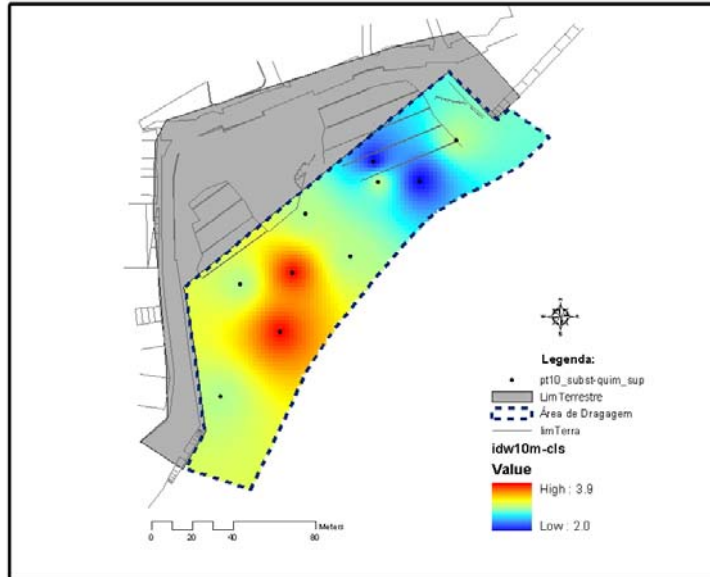 Legenda:
pt10_subst-quim_sup
LimTerrestre
Área de Dragagem
limTerra
idw10m-cls
Value
High : 3.9
Low : 2.0
Meters
0 10 20 40 80